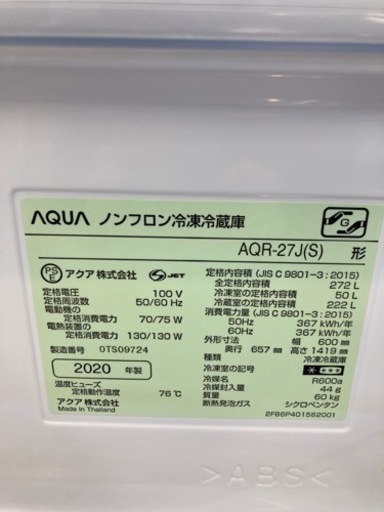 AQUA ノンフロン冷凍冷蔵庫
G
AQR-27J(S) 形
PS E アクア株式会社 JET
定格電圧 100 V
定格周波数 50/60 Hz
電動機の
定格消費電力 70/75 W
電熱装置の
定格消費電力 130/130 W
製造番号 0TS09724
2020 年製
温度ヒューズ
定格動作温度 76℃
アクア株式会社
Made in Thailand
定格内容積 (JIS C 9801-3:2015)
全定格内容積 272 L
冷凍室の定格内容積 50 L
冷蔵室の定格内容積 222 L
消費電力量 (JIS C 9801-3:2015)
50Hz 367 kWh/年
60Hz 367 kWh/年
外形寸法 幅 600 mm
奥行 657 mm 高さ 1419 mm
種類 冷凍冷蔵庫
冷凍室の記号
冷媒名 R600a
冷媒量 44 g
質量 60 kg
断熱発泡ガス シクロペンタン
2FB6P401562001
>ABS<